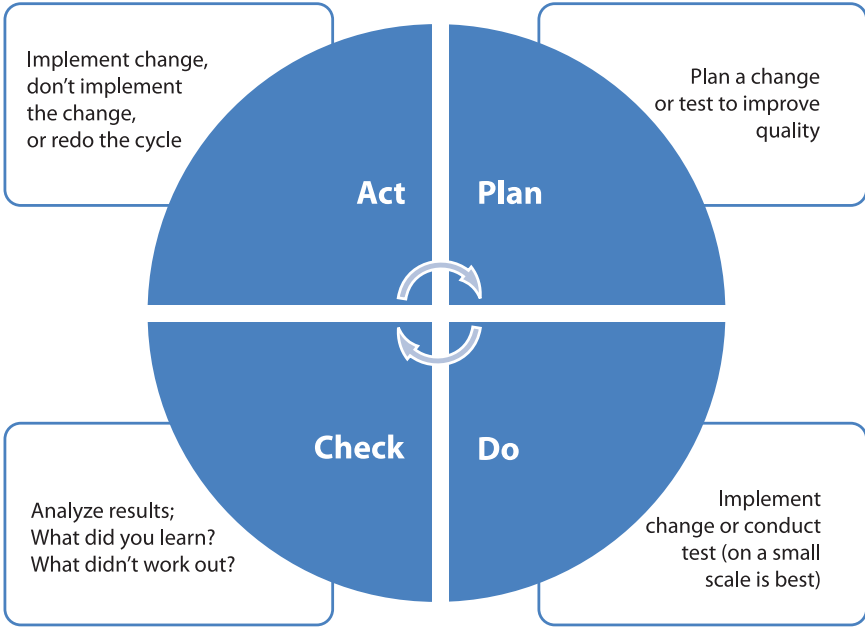 Implement change,
don’t implement
the change,
or redo the cycle
Plan a change
or test to improve
quality
Act
Plan
Check
Do
Analyze results;
What did you learn?
What didn’t work out?
Implement
change or conduct
test (on a small
scale is best)